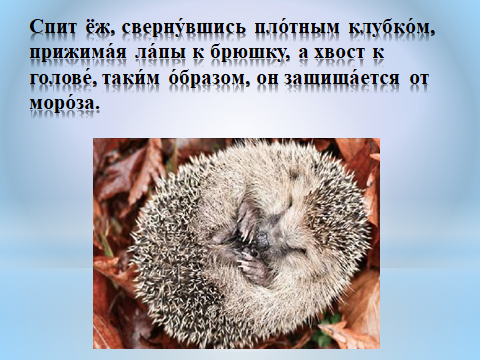 Спит ёж, сверну́вшись пло́тным клубко́м,
прижима́я ла́пы к брюшку, а хвост к
голове́, таки́м о́бразом, он защища́ется от
моро́за.